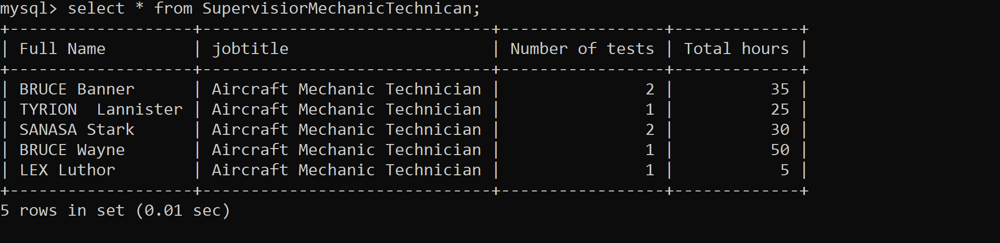 mysql> select * from SupervisiorMechanicTechnican;
+-------------------+------------------------------+-----------------+-------------+
| Full Name         | jobtitle                     | Number of tests | Total hours |
+-------------------+------------------------------+-----------------+-------------+
| BRUCE Banner      | Aircraft Mechanic Technician |               2 |          35 |
| TYRION  Lannister | Aircraft Mechanic Technician |               1 |          25 |
| SANASA Stark      | Aircraft Mechanic Technician |               2 |          30 |
| BRUCE Wayne       | Aircraft Mechanic Technician |               1 |          50 |
| LEX Luthor        | Aircraft Mechanic Technician |               1 |           5 |
+-------------------+------------------------------+-----------------+-------------+
5 rows in set (0.01 sec)